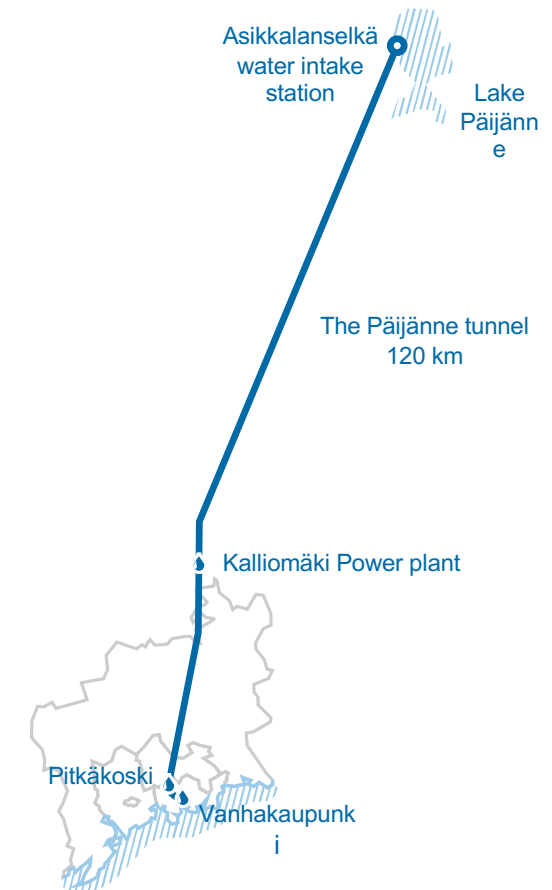 Asikkalanselkä
water intake
station
Lake
Päijänn
e
The Päijänne tunnel
120 km
Kalliomäki Power plant
Pitkäkoski
Vanhakaupunk
i